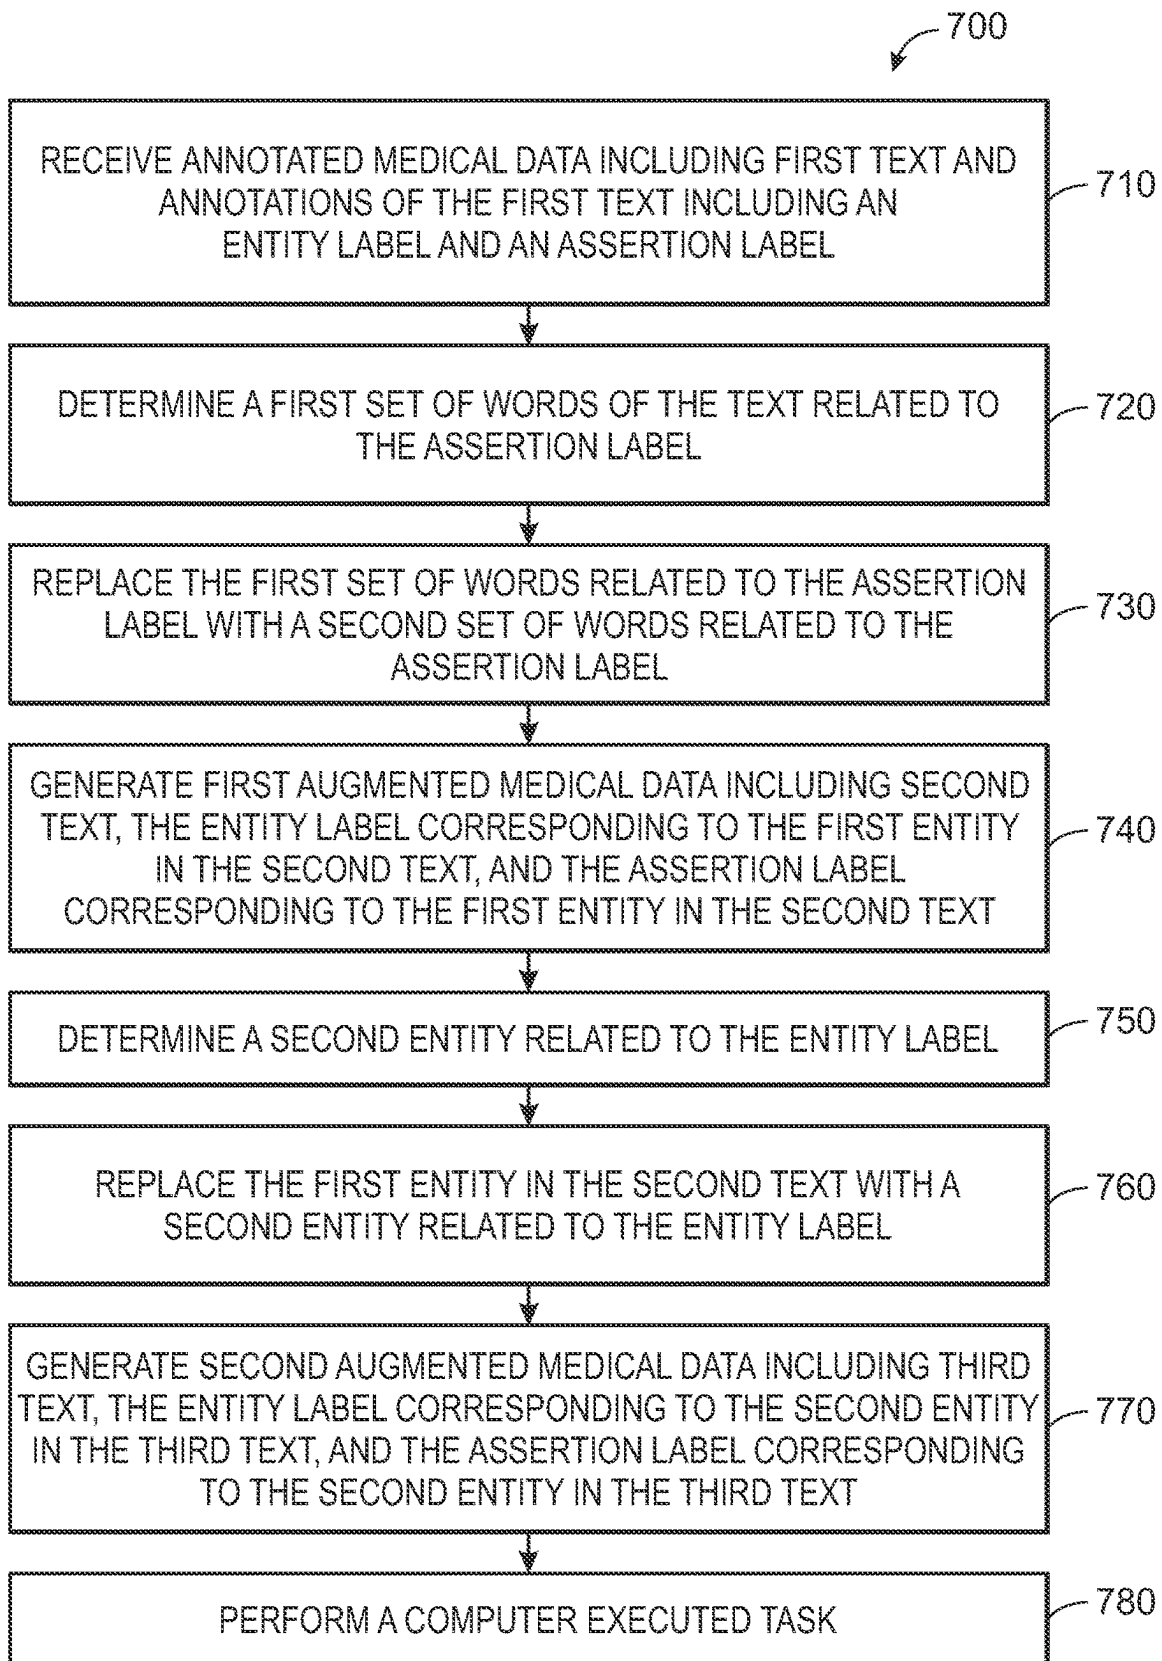 700
RECEIVE ANNOTATED MEDICAL DATA INCLUDING FIRST TEXT AND
ANNOTATIONS OF THE FIRST TEXT INCLUDING AN
ENTITY LABEL AND AN ASSERTION LABEL
710
DETERMINE A FIRST SET OF WORDS OF THE TEXT RELATED TO
THE ASSERTION LABEL
720
REPLACE THE FIRST SET OF WORDS RELATED TO THE ASSERTION
LABEL WITH A SECOND SET OF WORDS RELATED TO THE
ASSERTION LABEL
730
GENERATE FIRST AUGMENTED MEDICAL DATA INCLUDING SECOND
TEXT, THE ENTITY LABEL CORRESPONDING TO THE FIRST ENTITY
IN THE SECOND TEXT, AND THE ASSERTION LABEL
CORRESPONDING TO THE FIRST ENTITY IN THE SECOND TEXT
740
DETERMINE A SECOND ENTITY RELATED TO THE ENTITY LABEL
750
REPLACE THE FIRST ENTITY IN THE SECOND TEXT WITH A
SECOND ENTITY RELATED TO THE ENTITY LABEL
760
GENERATE SECOND AUGMENTED MEDICAL DATA INCLUDING THIRD
TEXT, THE ENTITY LABEL CORRESPONDING TO THE SECOND ENTITY
IN THE THIRD TEXT, AND THE ASSERTION LABEL CORRESPONDING
TO THE SECOND ENTITY IN THE THIRD TEXT
770
PERFORM A COMPUTER EXECUTED TASK
780